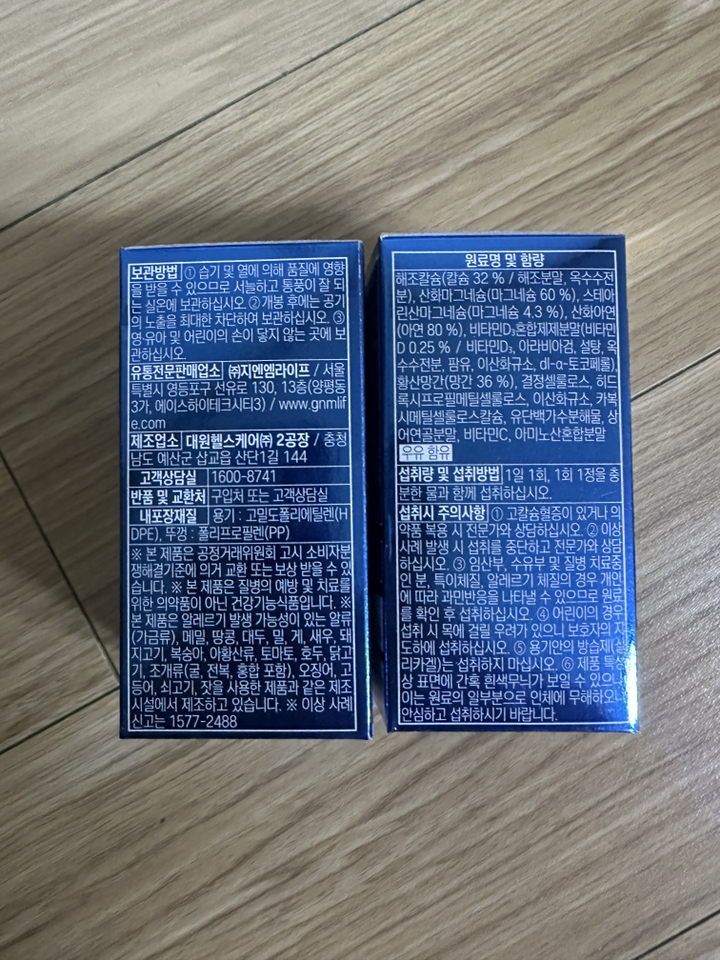 보관방법 ① 습기 및 열에 의해 품질에 영향
을 받을 수 있으므로 서늘하고 통풍이 잘 되
는 실온에 보관하십시오. ② 개봉 후에는 공기
의 노출을 최대한 차단하여 보관하십시오. ③
영·유아 및 어린이의 손이 닿지 않는 곳에 보
관하십시오.
유통전문판매업소 ㈜지엔엠라이프 / 서울
특별시 영등포구 선유로 130, 13층(양평동
3가, 에이스하이테크시티3) / www.gnmlif
e.com
제조업소 대원헬스케어㈜ 2공장 / 충청
남도 예산군 삽교읍 산단1길 144
고객상담실 1600-8741
반품 및 교환처 구입처 또는 고객상담실
내포장재질 용기 : 고밀도폴리에틸렌(H
DPE), 뚜껑 : 폴리프로필렌(PP)
※ 본 제품은 공정거래위원회 고시 소비자분
쟁해결기준에 의거 교환 또는 보상 받을 수 있
습니다. ※ 본 제품은 질병의 예방 및 치료를
위한 의약품이 아닌 건강기능식품입니다. ※
본 제품은 알레르기 발생 가능성이 있는 알류
(가금류), 메밀, 땅콩, 대두, 밀, 게, 새우, 돼
지고기, 복숭아, 아황산류, 토마토, 호두, 닭고
기, 조개류(굴, 전복, 홍합 포함), 오징어, 고
등어, 쇠고기, 잣을 사용한 제품과 같은 제조
시설에서 제조하고 있습니다. ※ 이상 사례
신고는 1577-2488
원료명 및 함량
해조칼슘(칼슘 32 % / 해조분말, 옥수수전
분), 산화마그네슘(마그네슘 60 %), 스테아
린산마그네슘(마그네슘 4.3 %), 산화아연
(아연 80 %), 비타민D₃혼합제제분말(비타민
D 0.25 % / 비타민D₃, 아라비아검, 설탕, 옥
수수전분, 팜유, 이산화규소, dl-α-토코페롤),
황산망간(망간 36 %), 결정셀룰로스, 히드
록시프로필메틸셀룰로스, 이산화규소, 카복
시메틸셀룰로스칼슘, 유단백가수분해물, 상
어연골분말, 비타민C, 아미노산혼합분말
우유 함유
섭취량 및 섭취방법 1일 1회, 1회 1정을 충
분한 물과 함께 섭취하십시오.
섭취시 주의사항 ① 고칼슘혈증이 있거나 의
약품 복용 시 전문가와 상담하십시오. ② 이상
사례 발생 시 섭취를 중단하고 전문가와 상담
하십시오. ③ 임산부, 수유부 및 질병 치료중
인 분, 특이체질, 알레르기 체질의 경우 개인
에 따라 과민반응을 나타낼 수 있으므로 원료
를 확인 후 섭취하십시오. ④ 어린이의 경우
섭취 시 목에 걸릴 우려가 있으니 보호자의 지
도하에 섭취하십시오. ⑤ 용기안의 방습제(실
리카겔)는 섭취하지 마십시오. ⑥ 제품 특성
상 표면에 간혹 흰색무늬가 보일 수 있으나
이는 원료의 일부분으로 인체에 무해하오니
안심하고 섭취하시기 바랍니다.